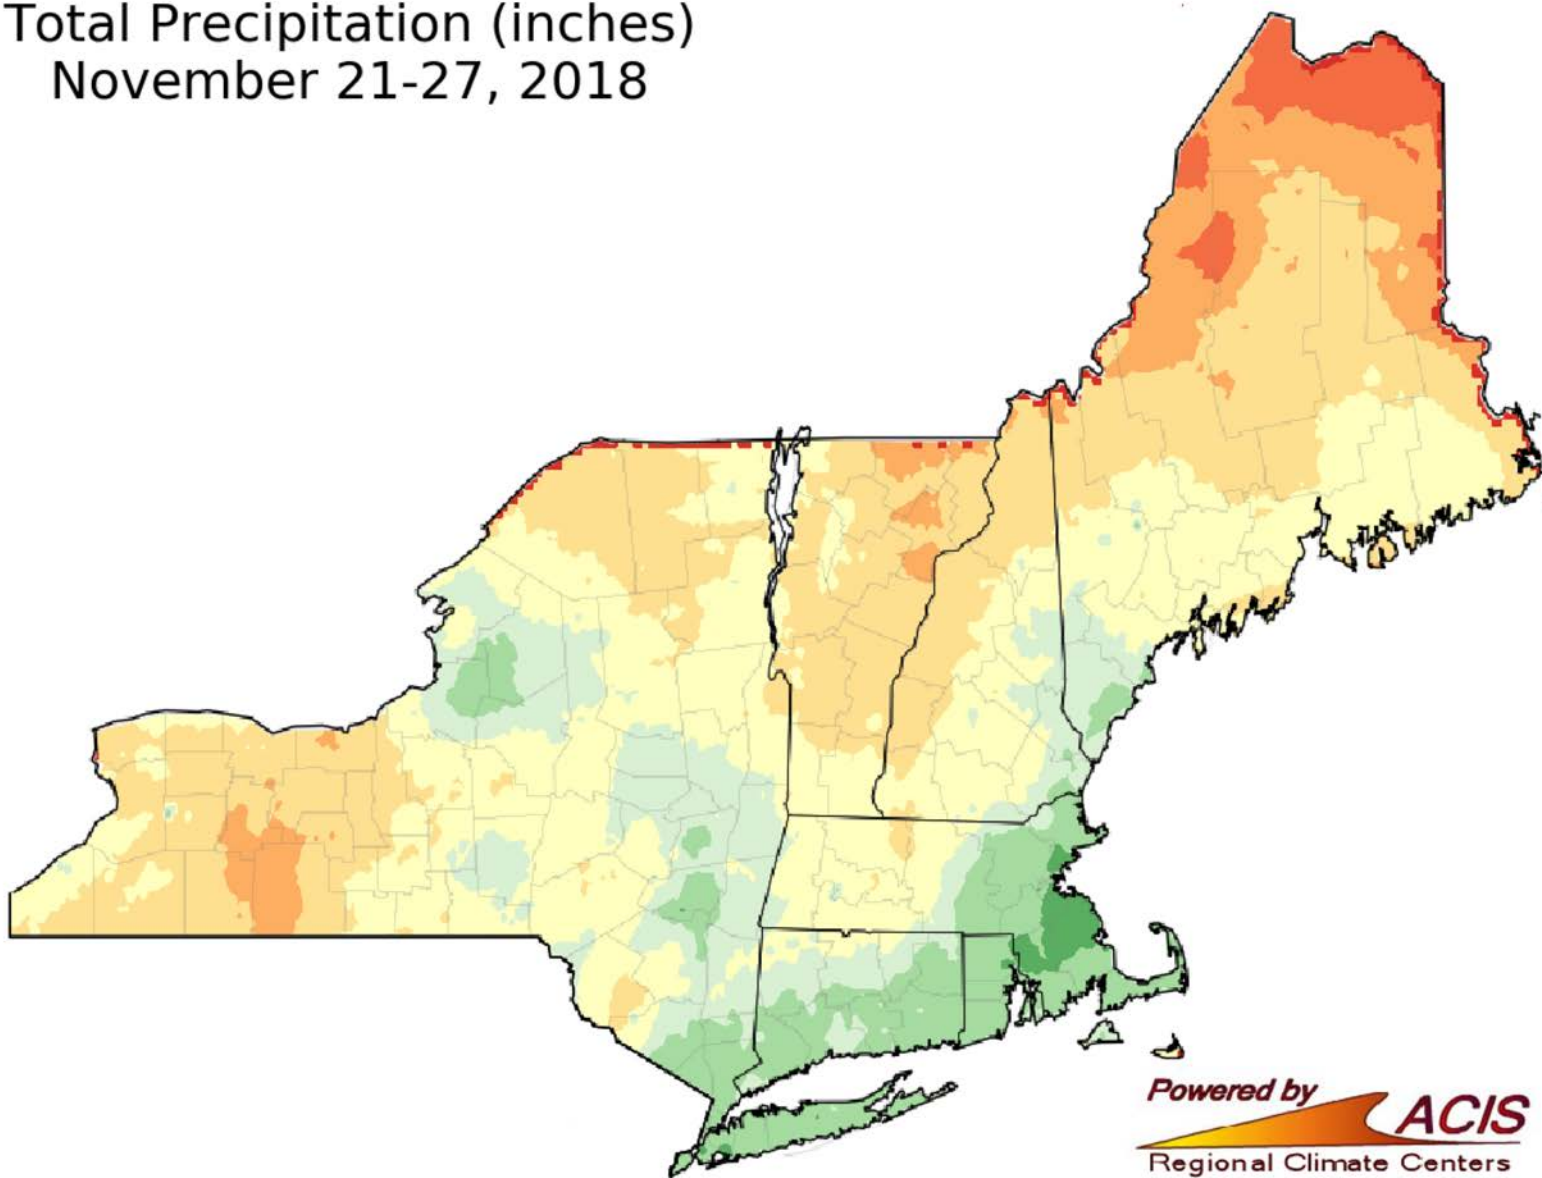 Total Precipitation (inches)
November 21-27, 2018
Powered by
ACIS
Regional Climate Centers